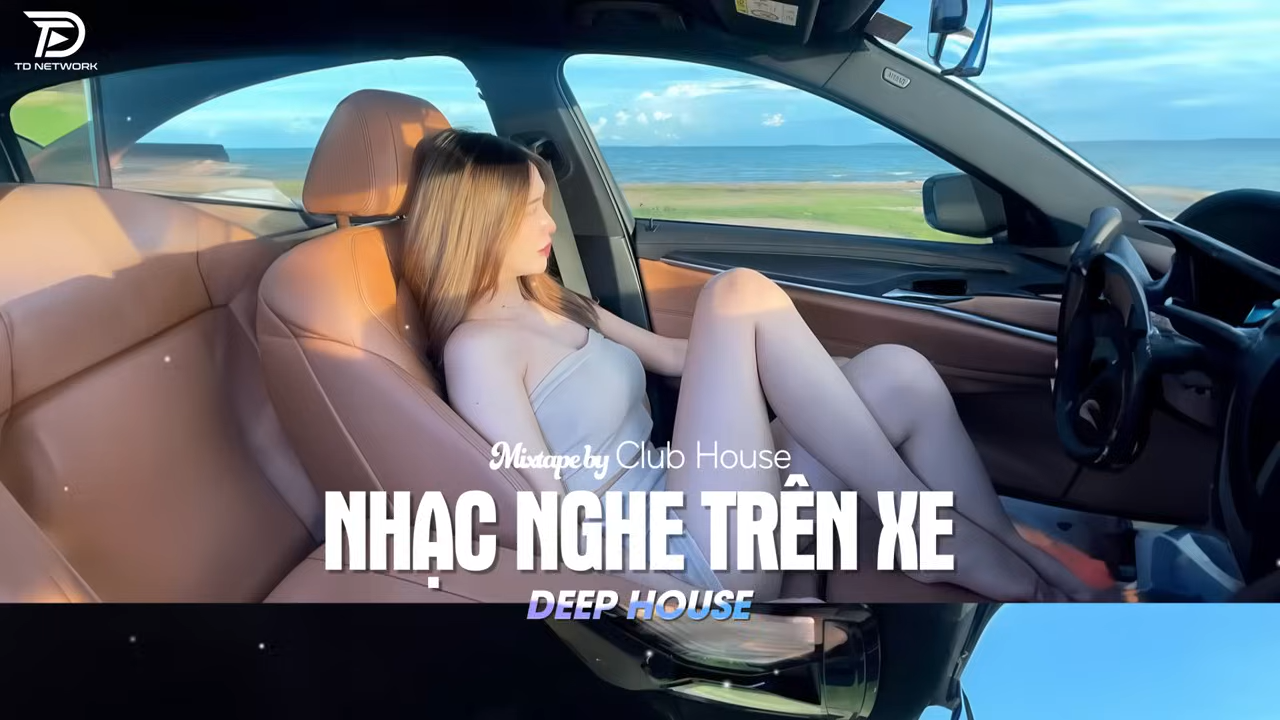 TD NETWORK
Mixtape by Club House
NHẠC NGHE TRÊN XE
DEEP HOUSE